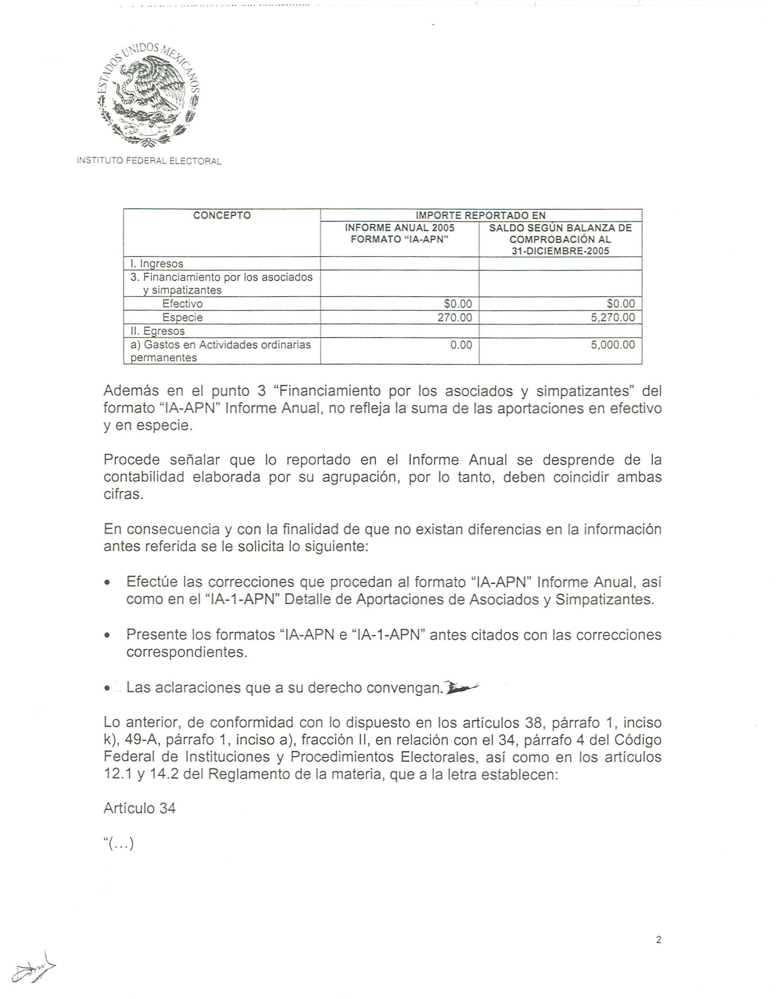 ESTADOS UNIDOS MEXICANOS
INSTITUTO FEDERAL ELECTORAL
CONCEPTO
IMPORTE REPORTADO EN
INFORME ANUAL 2005
FORMATO “IA-APN”
SALDO SEGÚN BALANZA DE
COMPROBACIÓN AL
31-DICIEMBRE-2005
I. Ingresos
3. Financiamiento por los asociados
y simpatizantes
Efectivo $0.00 $0.00
Especie 270.00 5,270.00
II. Egresos
a) Gastos en Actividades ordinarias 0.00 5,000.00
permanentes
Además en el punto 3 “Financiamiento por los asociados y simpatizantes” del
formato “IA-APN” Informe Anual, no refleja la suma de las aportaciones en efectivo
y en especie.
Procede señalar que lo reportado en el Informe Anual se desprende de la
contabilidad elaborada por su agrupación, por lo tanto, deben coincidir ambas
cifras.
En consecuencia y con la finalidad de que no existan diferencias en la información
antes referida se le solicita lo siguiente:
• Efectúe las correcciones que procedan al formato “IA-APN” Informe Anual, así
como en el “IA-1-APN” Detalle de Aportaciones de Asociados y Simpatizantes.
• Presente los formatos “IA-APN e “IA-1-APN” antes citados con las correcciones
correspondientes.
• Las aclaraciones que a su derecho convengan.
Lo anterior, de conformidad con lo dispuesto en los artículos 38, párrafo 1, inciso
k), 49-A, párrafo 1, inciso a), fracción II, en relación con el 34, párrafo 4 del Código
Federal de Instituciones y Procedimientos Electorales, así como en los artículos
12.1 y 14.2 del Reglamento de la materia, que a la letra establecen:
Artículo 34
“(...)
2